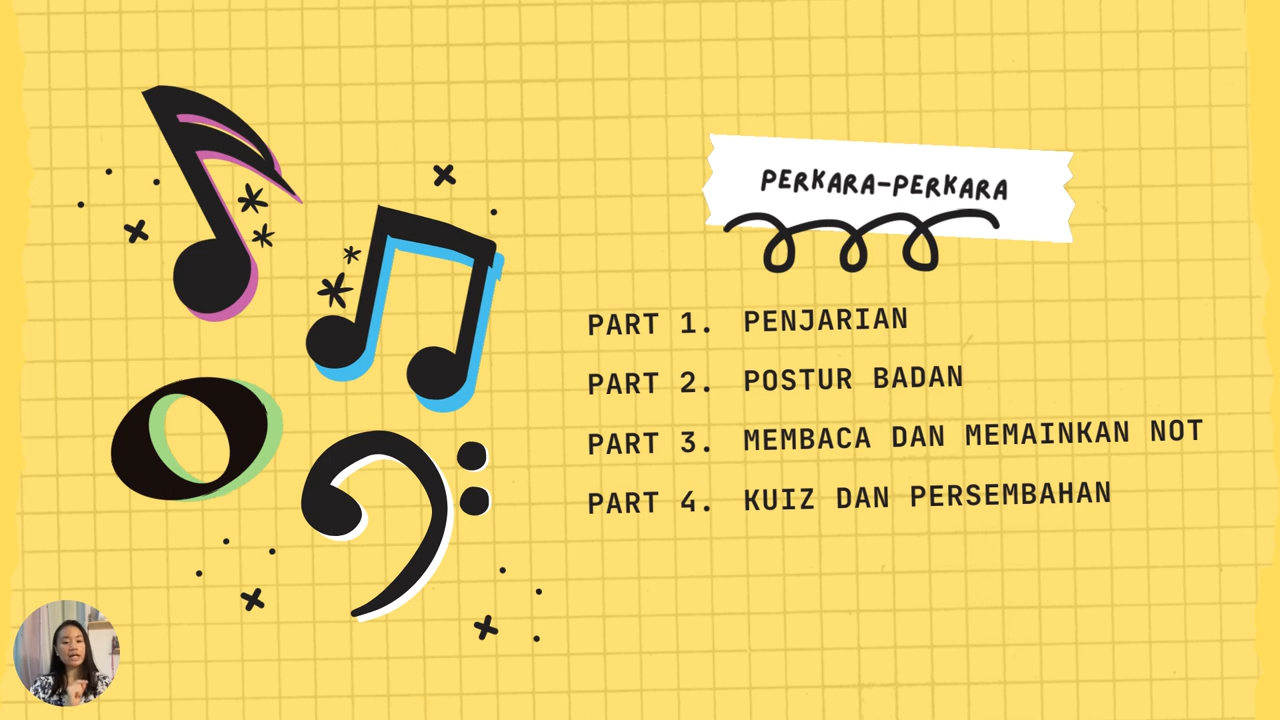 PERKARA-PERKARA
PART 1. PENJARIAN
PART 2. POSTUR BADAN
PART 3. MEMBACA DAN MEMAINKAN NOT
PART 4. KUIZ DAN PERSEMBAHAN